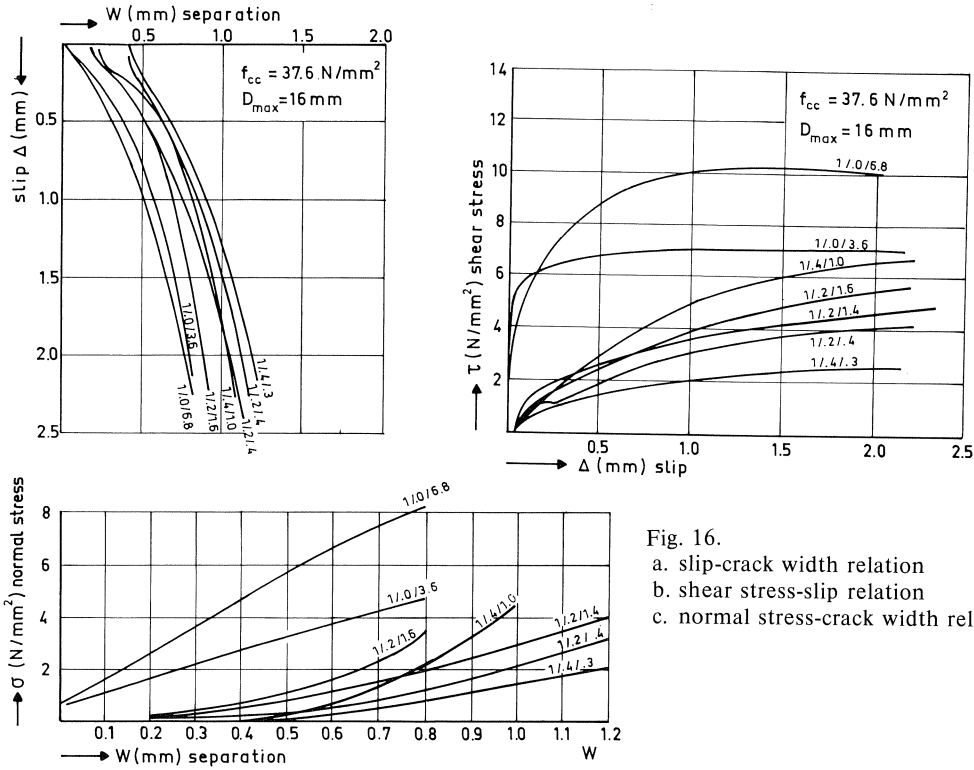 W (mm) separation
0.5 1.0 1.5 2.0
slip Δ (mm)
0.5
1.0
1.5
2.0
2.5
fcc = 37.6 N/mm²
Dmax = 16 mm
1/.0/3.6
1/.0/6.8
1/.2/1.6
1/.4/1.0
1/.2/.4
1/.2/.4
1/.4/.3
τ (N/mm²) shear stress
14
12
10
8
6
4
2
fcc = 37.6 N/mm²
Dmax = 16 mm
1/.0/6.8
1/.0/3.6
1/.4/1.0
1/.2/1.6
1/.2/1.4
1/.2/.4
1/.4/.3
0.5 1.0 1.5 2.0 2.5
Δ (mm) slip
σ (N/mm²) normal stress
8
6
4
2
1/.0/6.8
1/.0/3.6
1/.2/1.6
1/.4/1.0
1/.2/1.4
1/.2/.4
1/.4/.3
0.1 0.2 0.3 0.4 0.5 0.6 0.7 0.8 0.9 1.0 1.1 1.2
W (mm) separation
W
Fig. 16.
a. slip-crack width relation
b. shear stress-slip relation
c. normal stress-crack width rel